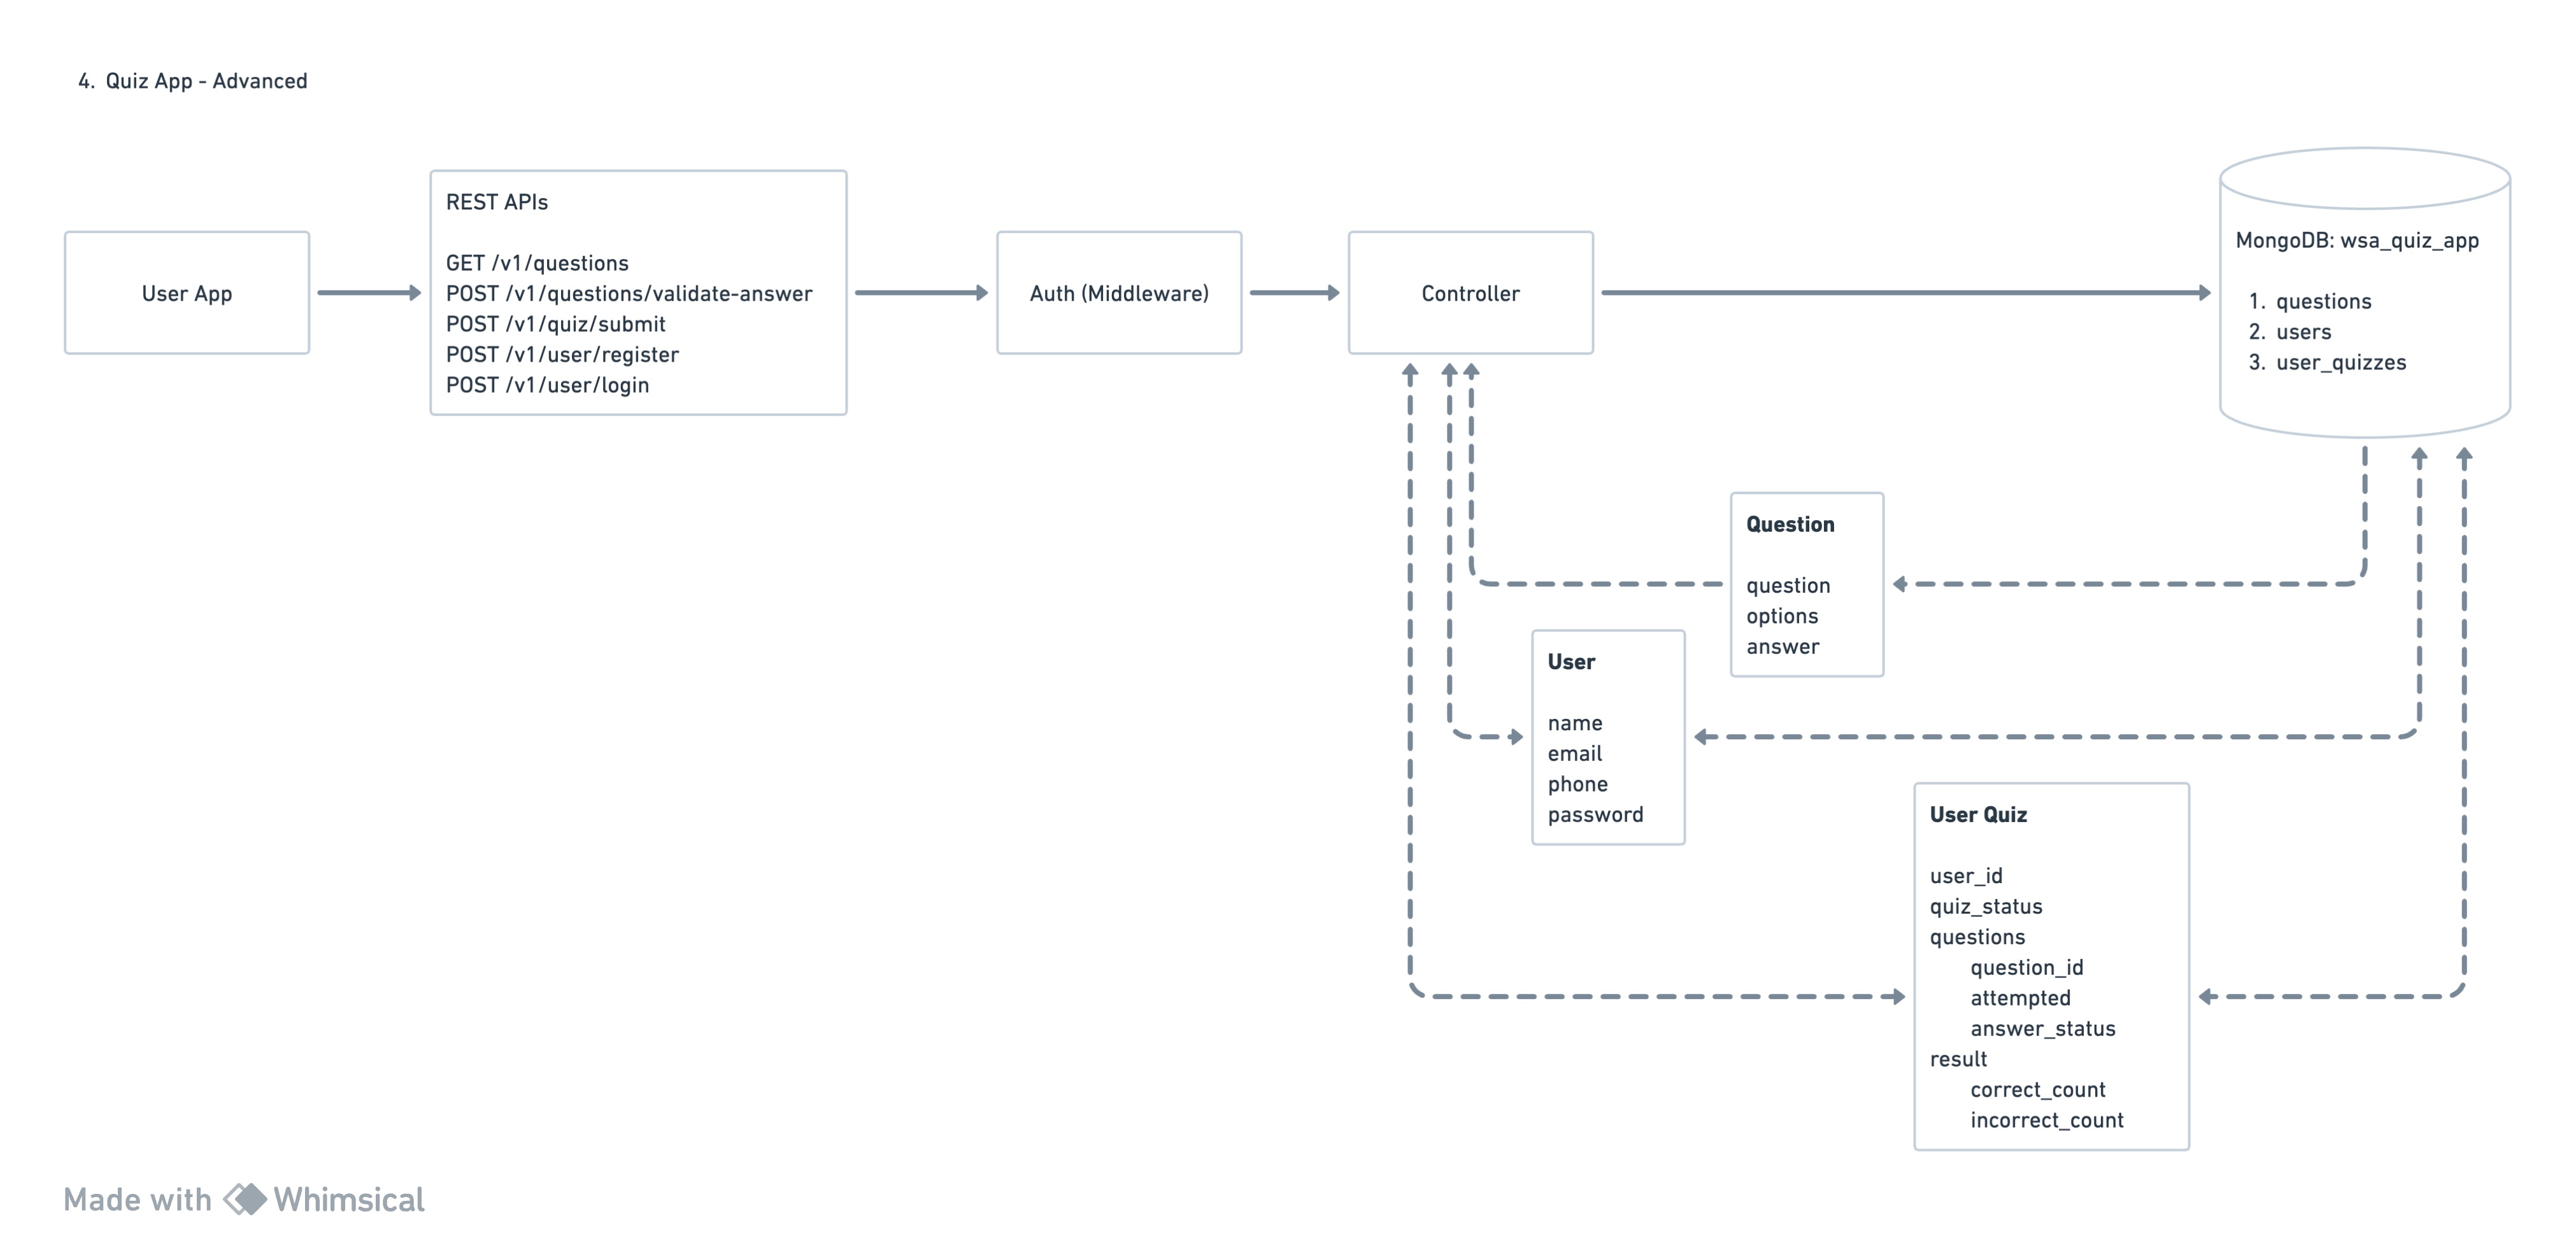 4. Quiz App - Advanced
User App
REST APIs
GET /v1/questions
POST /v1/questions/validate-answer
POST /v1/quiz/submit
POST /v1/user/register
POST /v1/user/login
Auth (Middleware)
Controller
MongoDB: wsa_quiz_app
1. questions
2. users
3. user_quizzes
Question
question
options
answer
User
name
email
phone
password
User Quiz
user_id
quiz_status
questions
question_id
attempted
answer_status
result
correct_count
incorrect_count
Made with Whimsical